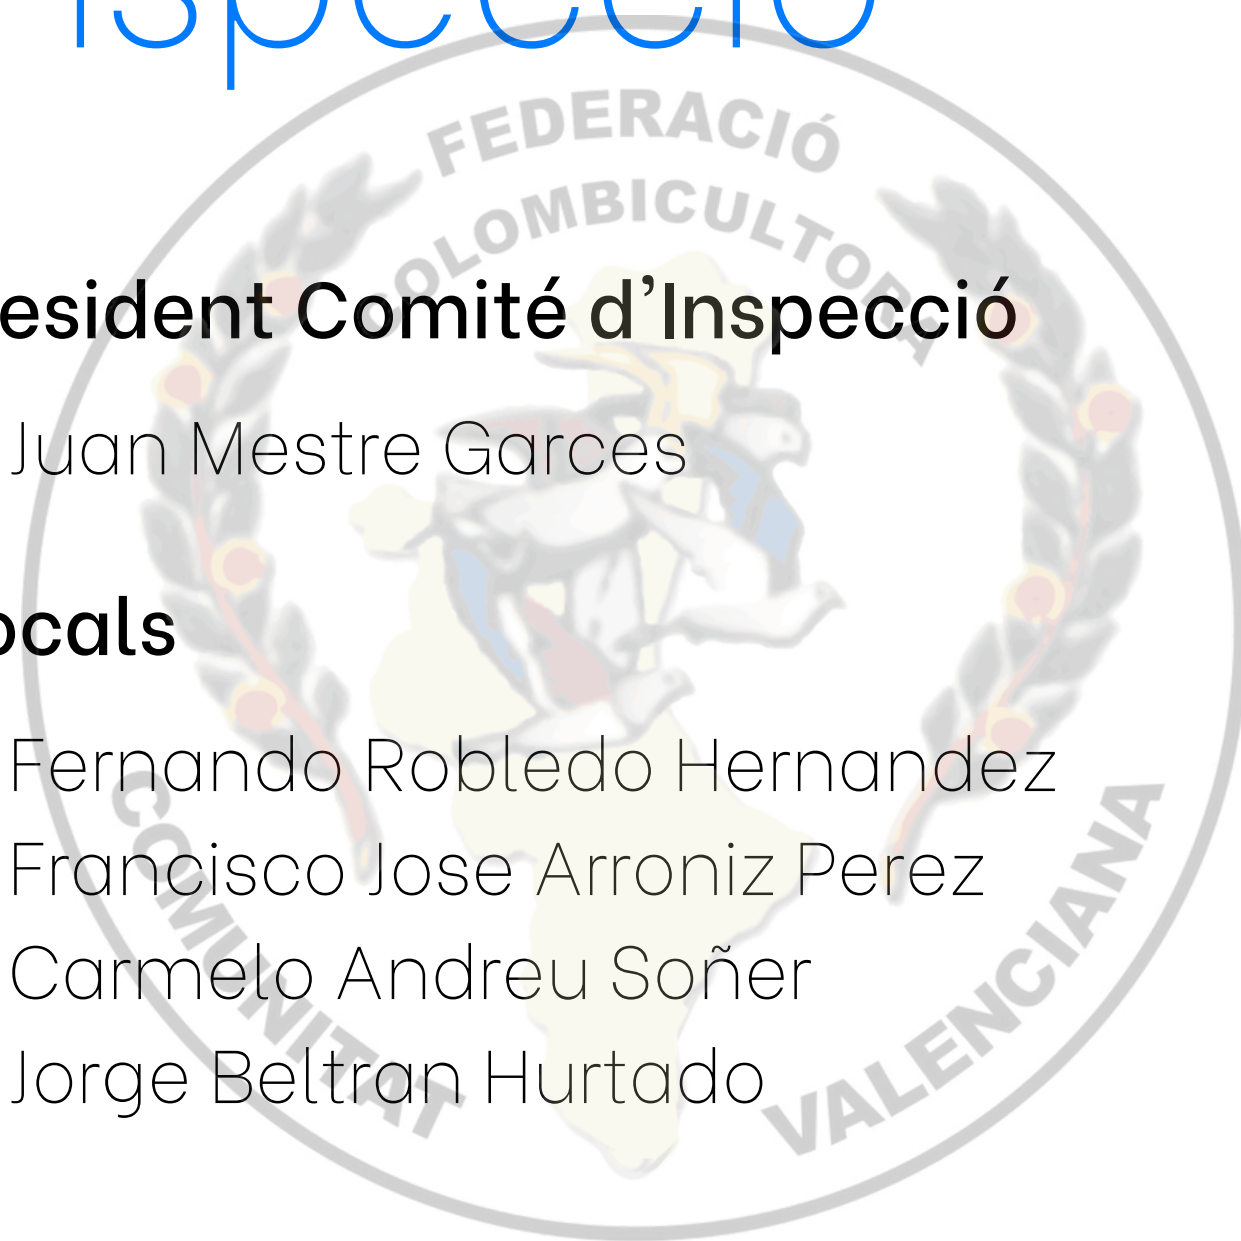 FEDERACIÓ
COLOMBICULTORA
esident Comité d'Inspecció
Juan Mestre Garces
ocals
Fernando Robledo Hernandez
Francisco Jose Arroniz Perez
Carmelo Andreu Soñer
Jorge Beltran Hurtado
COMUNITAT VALENCIANA